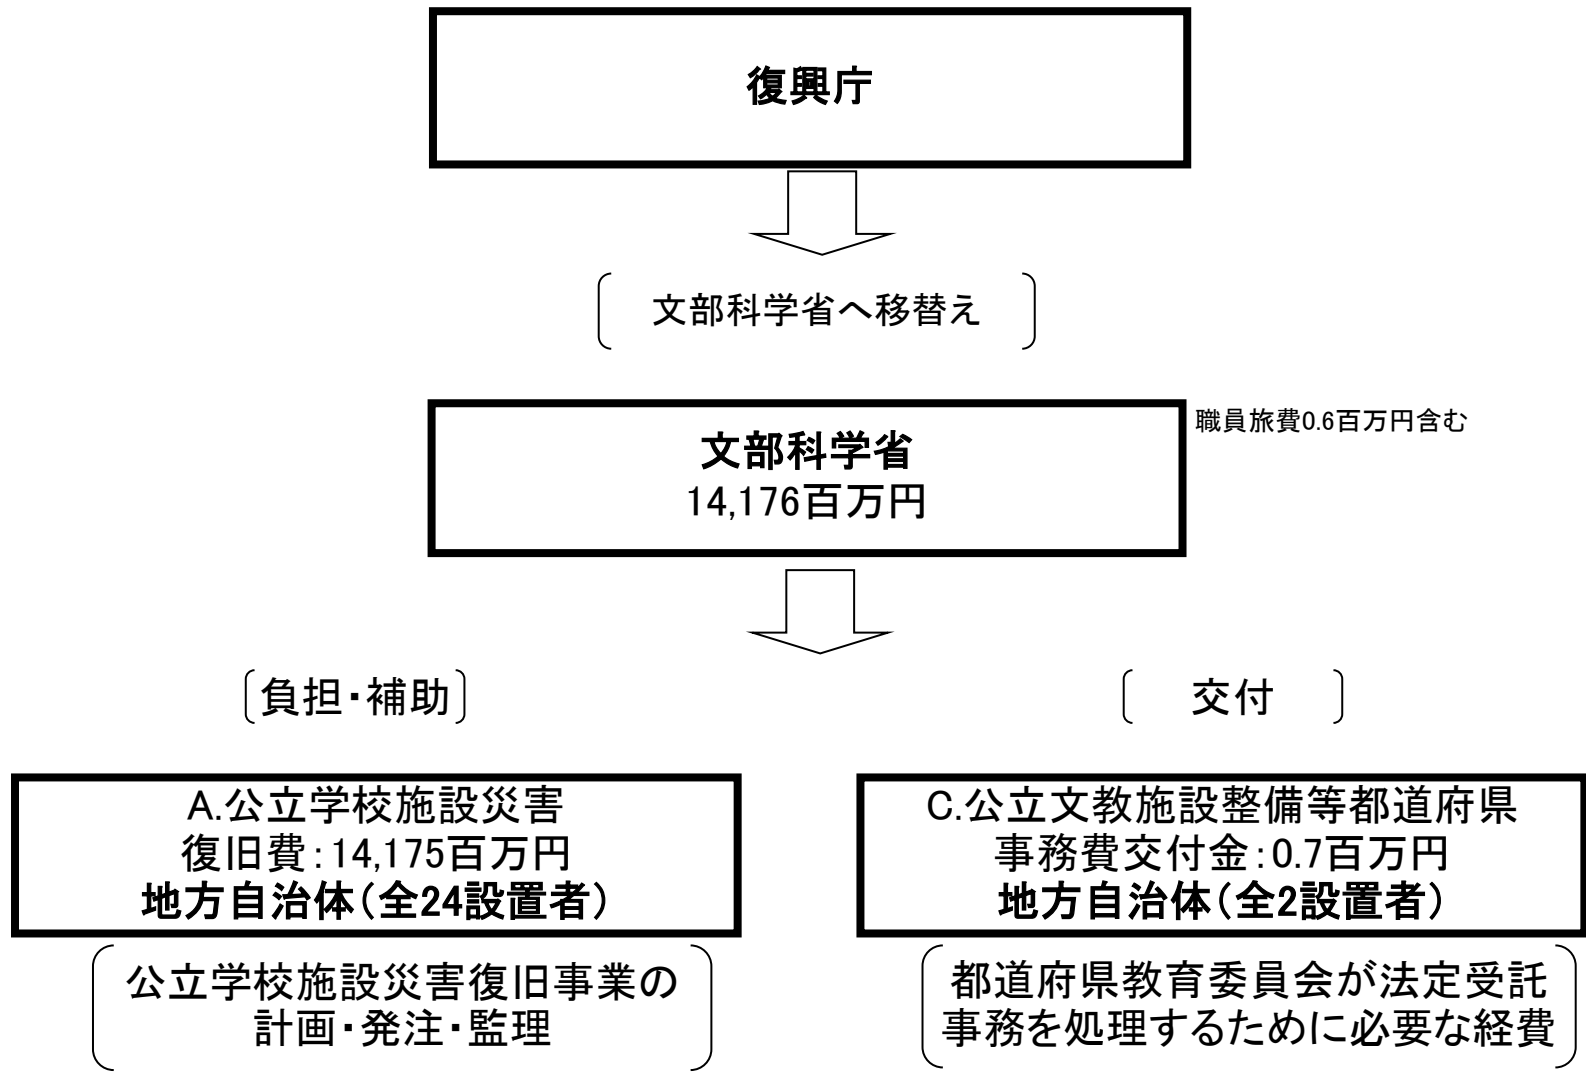 復興庁
文部科学省へ移替え
文部科学省
14,176百万円
職員旅費0.6百万円含む
負担・補助
交付
A.公立学校施設災害
復旧費：14,175百万円
地方自治体（全24設置者）
公立学校施設災害復旧事業の
計画・発注・監理
C.公立文教施設整備等都道府県
事務費交付金：0.7百万円
地方自治体（全2設置者）
都道府県教育委員会が法定受託
事務を処理するために必要な経費